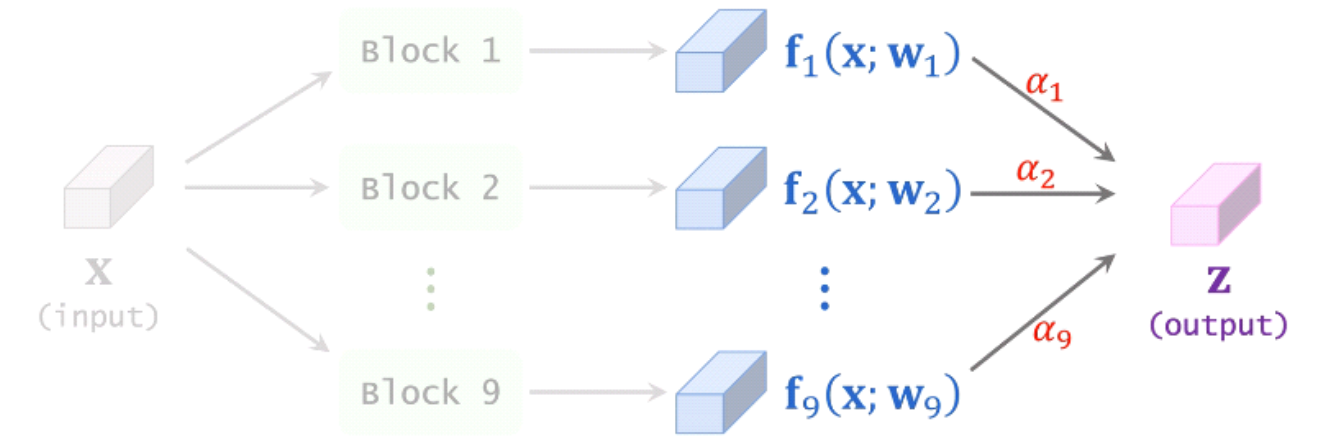 Block 1
f₁(x; w₁)
α₁
Block 2
f₂(x; w₂)
α₂
x
(input)
⋮
⋮
z
(output)
α₉
Block 9
f₉(x; w₉)